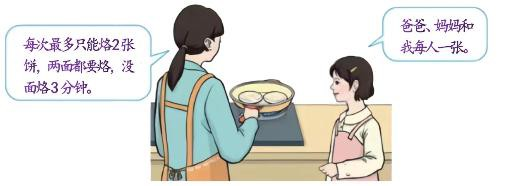 每次最多只能烙2张
饼，两面都要烙，没
面烙3分钟。
爸爸、妈妈和
我每人一张。